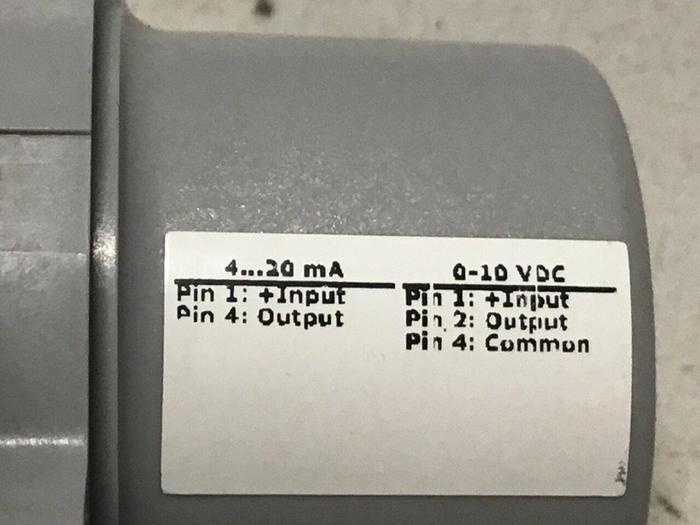 4...20 mA
Pin 1: +Input
Pin 4: Output
0-10 VDC
Pin 1: +Input
Pin 2: Output
Pin 4: Common